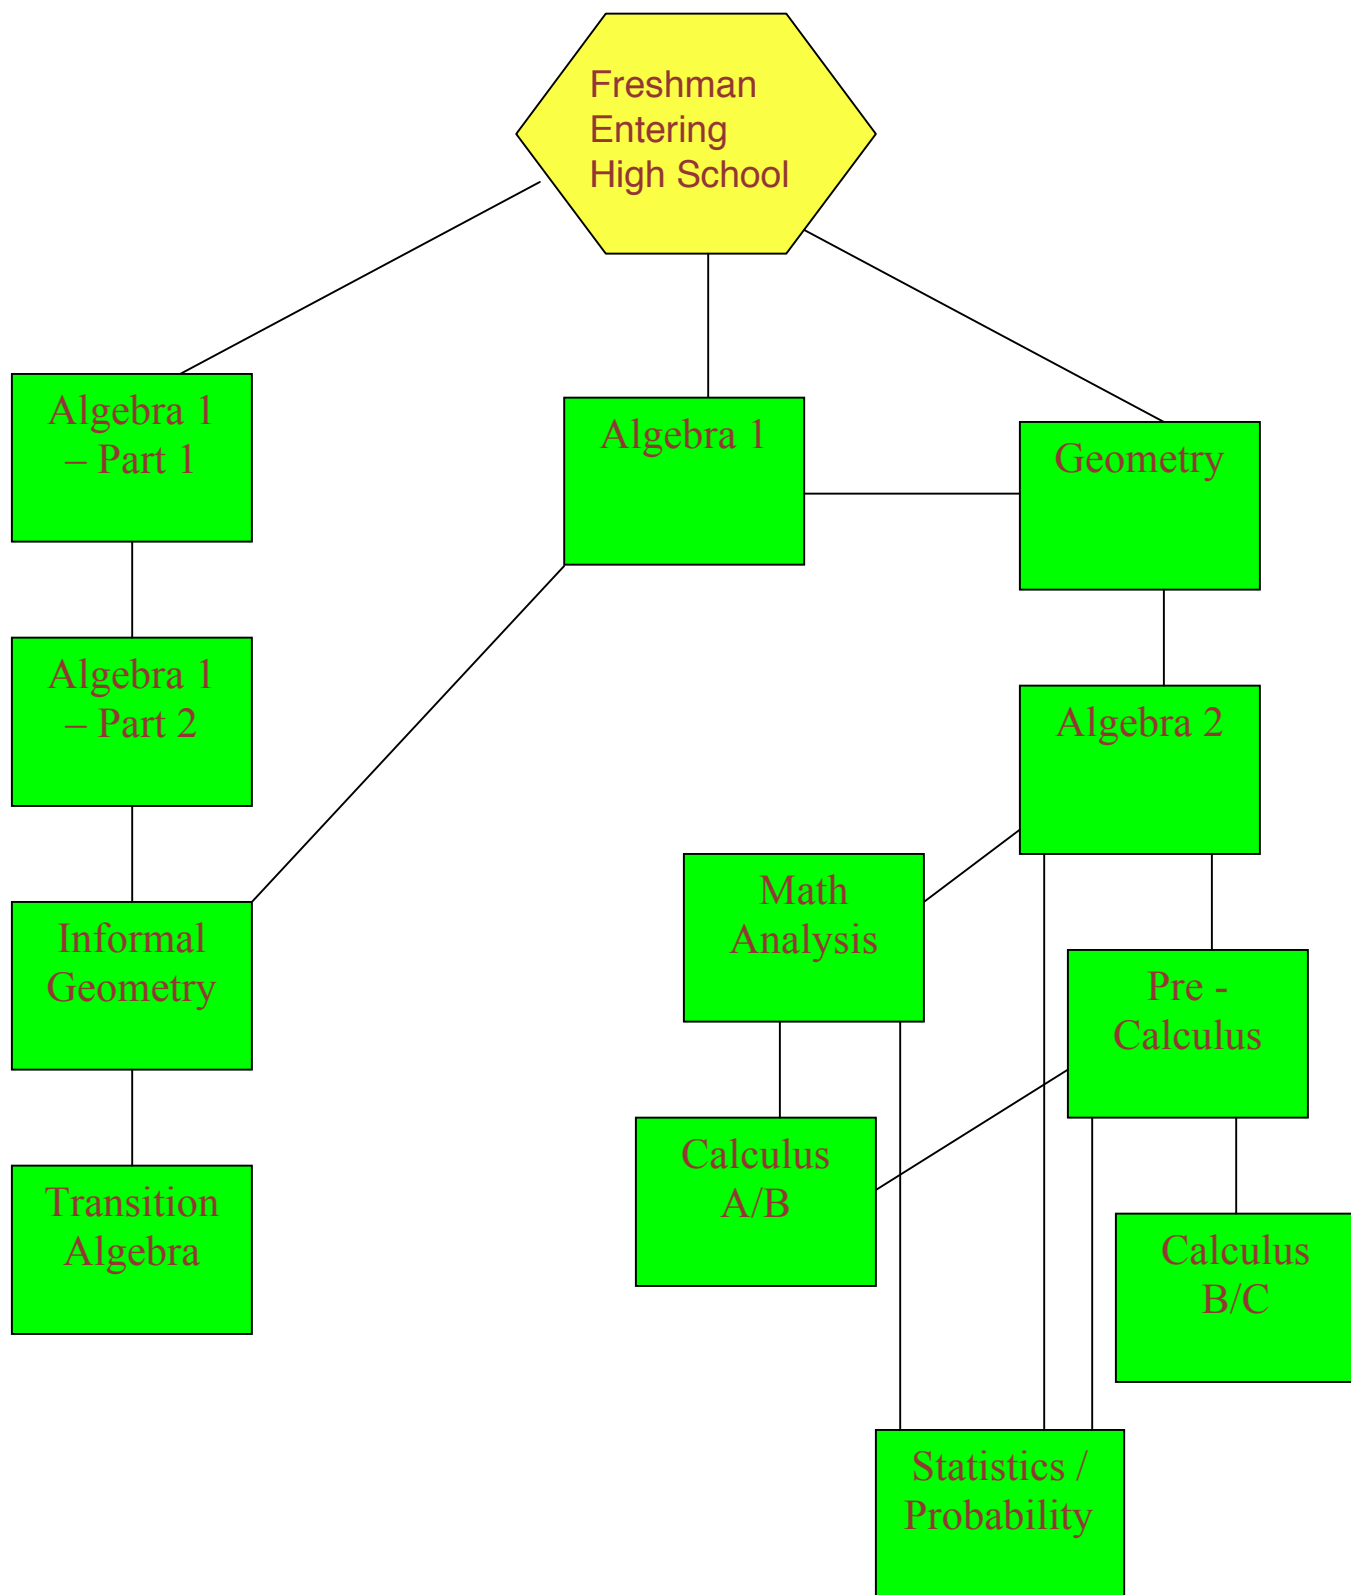 Freshman
Entering
High School
Algebra 1
– Part 1
Algebra 1
Geometry
Algebra 1
– Part 2
Algebra 2
Math
Analysis
Informal
Geometry
Pre -
Calculus
Calculus
A/B
Transition
Algebra
Calculus
B/C
Statistics /
Probability